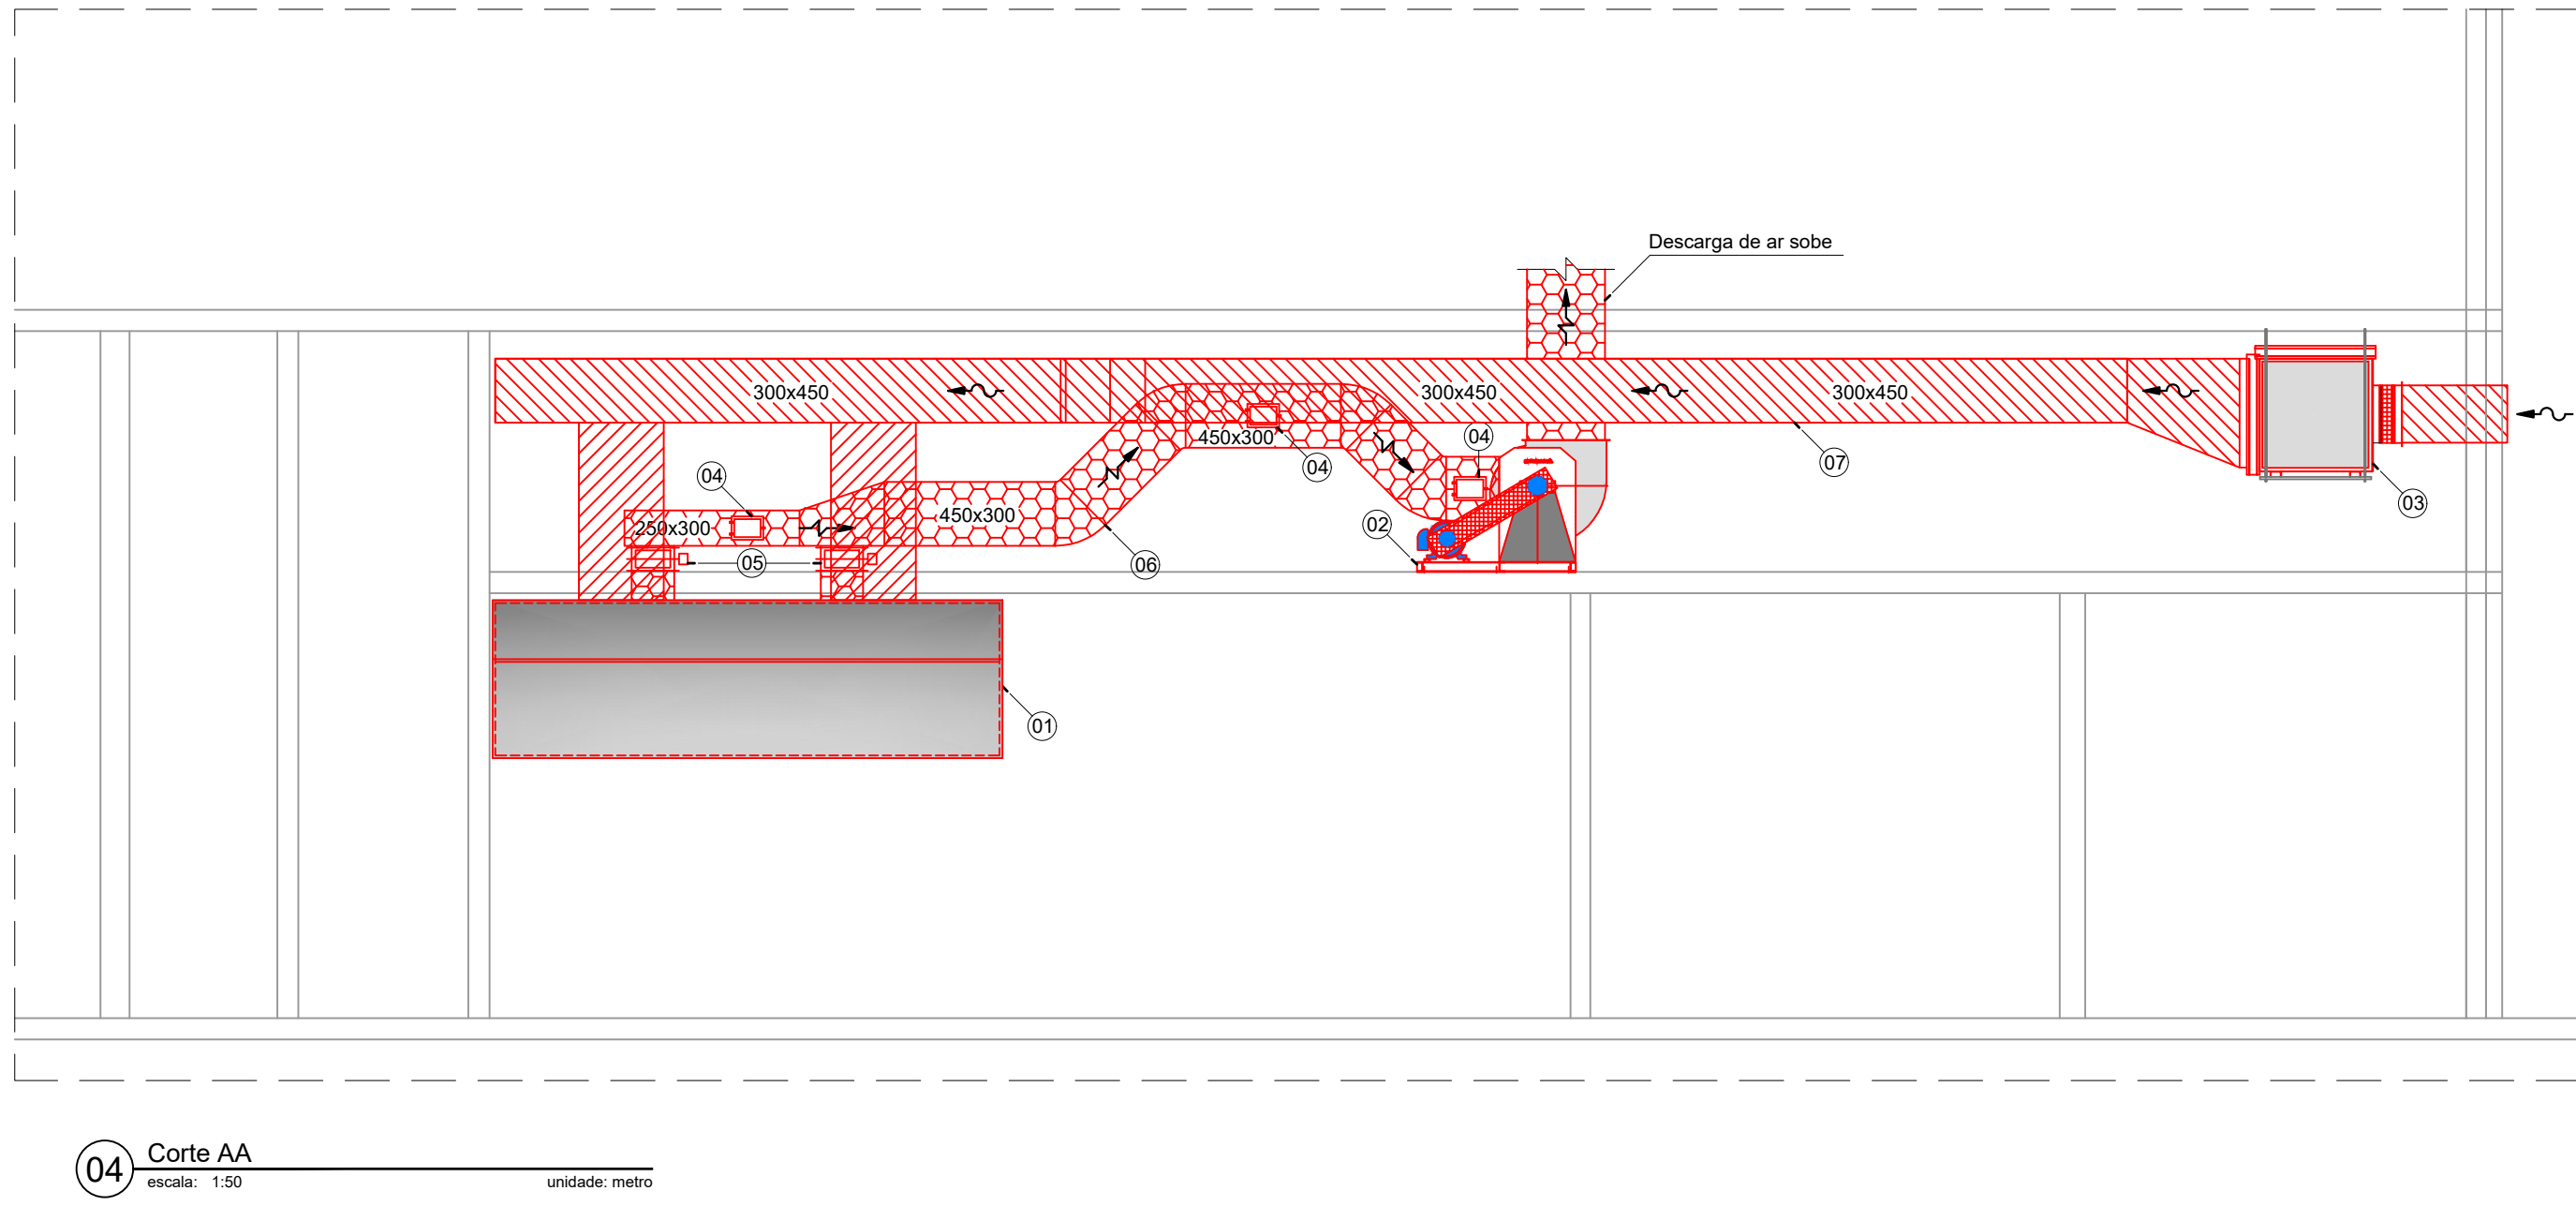 Descarga de ar sobe
300x450
300x450
300x450
450x300
04
04
04
07
03
250x300
450x300
02
05
06
01
04
Corte AA
escala: 1:50
unidade: metro